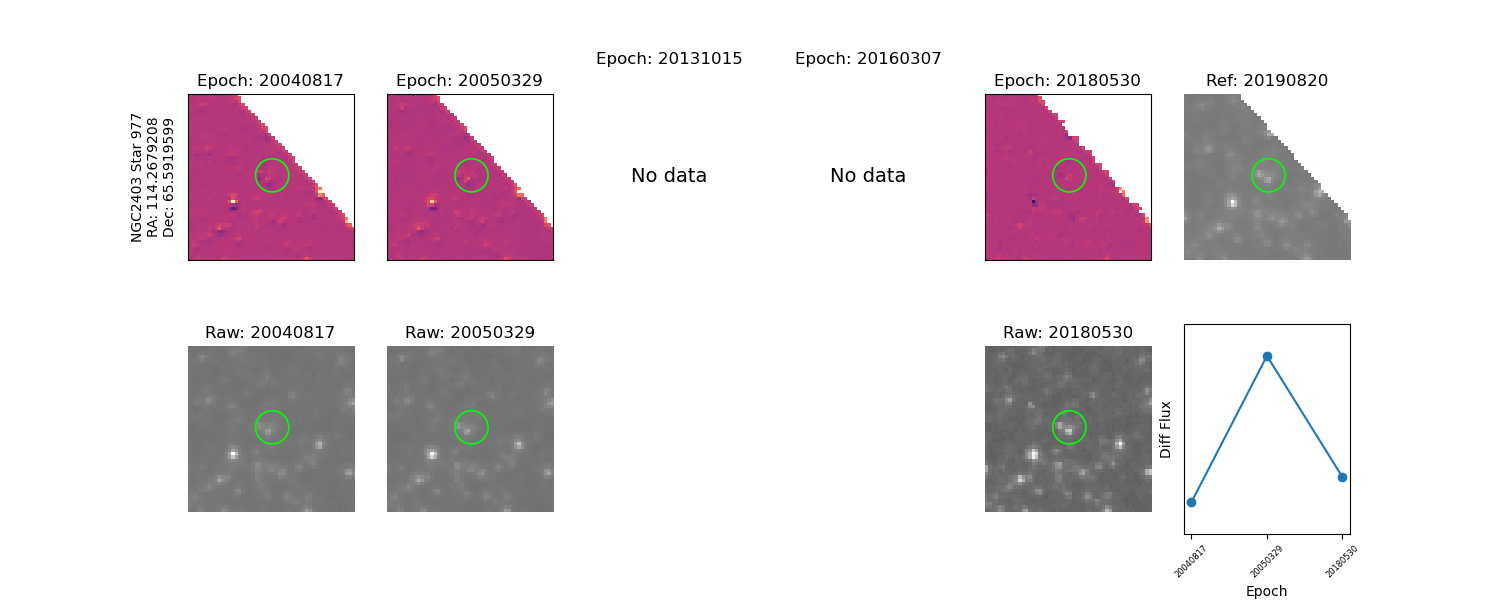 Epoch: 20131015
Epoch: 20160307
Epoch: 20040817
Epoch: 20050329
Epoch: 20180530
Ref: 20190820
NGC2403 Star 977
RA: 114.2679208
Dec: 65.5919599
No data
No data
Raw: 20040817
Raw: 20050329
Raw: 20180530
Diff Flux
20040817
20050329
20180530
Epoch